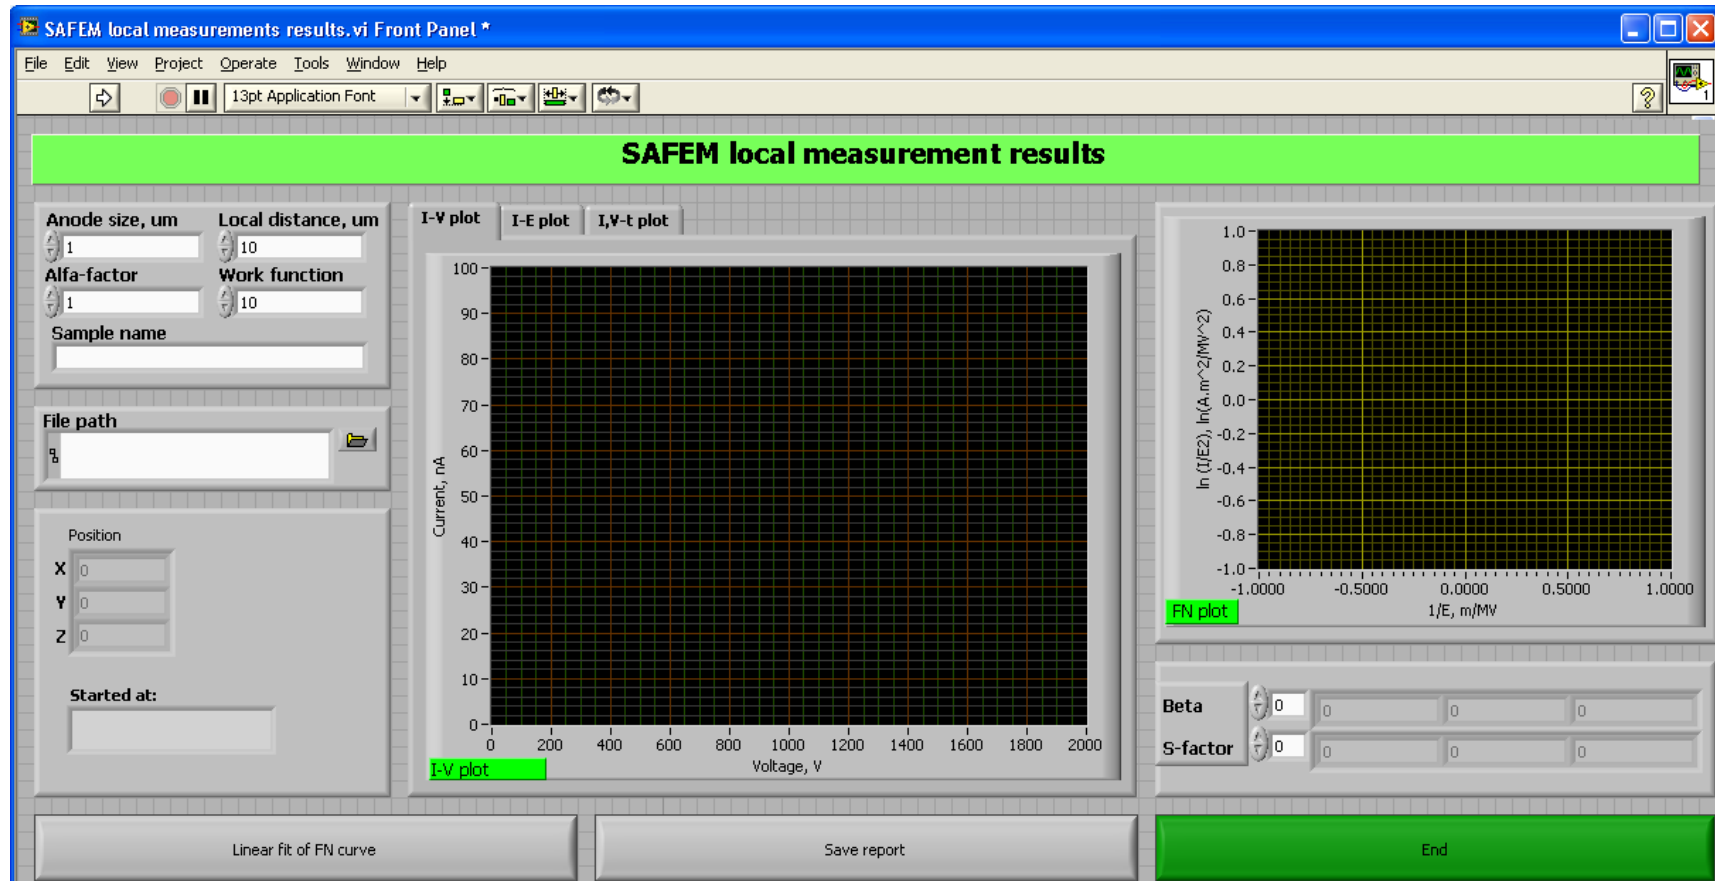 SAFEM local measurements results.vi Front Panel *
File Edit View Project Operate Tools Window Help
13pt Application Font
?
1
SAFEM local measurement results
Anode size, um Local distance, um
1 10
Alfa-factor Work function
1 10
Sample name
File path
Position
X 0
Y 0
Z 0
Started at:
I-V plot I-E plot I,V-t plot
100
90
80
70
60
50
40
30
20
10
0
Current, nA
0 200 400 600 800 1000 1200 1400 1600 1800 2000
Voltage, V
I-V plot
1.0
0.8
0.6
0.4
0.2
0.0
-0.2
-0.4
-0.6
-0.8
-1.0
ln (I/E2), ln(A.m^2/MV^2)
-1.0000 -0.5000 0.0000 0.5000 1.0000
1/E, m/MV
FN plot
Beta 0 0 0 0
S-factor 0 0 0 0
Linear fit of FN curve
Save report
End